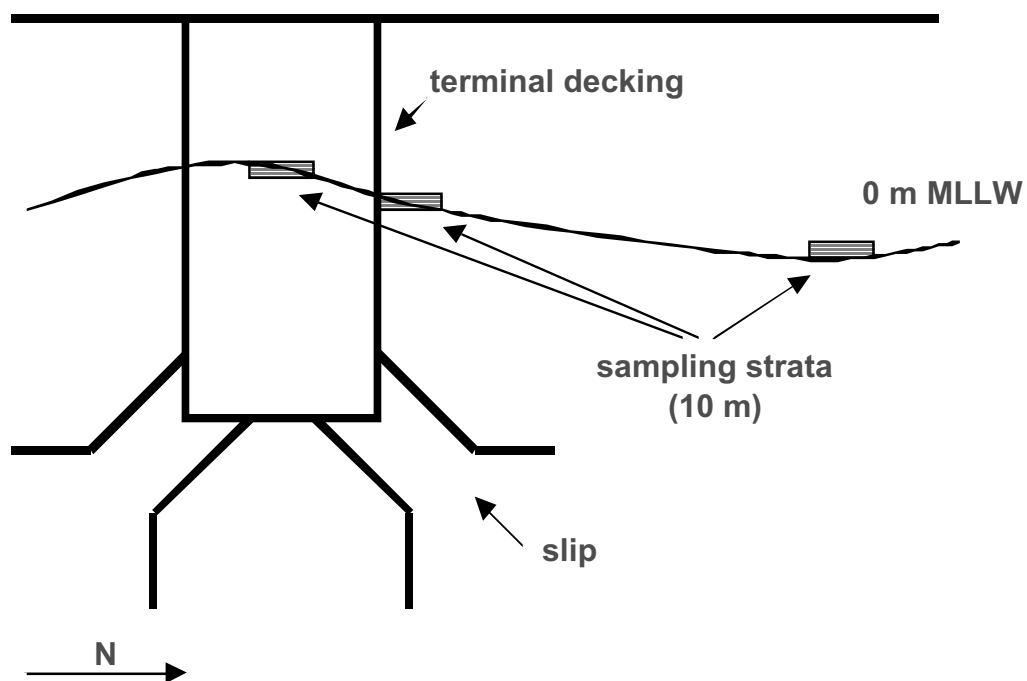 terminal decking
0 m MLLW
sampling strata
(10 m)
slip
N